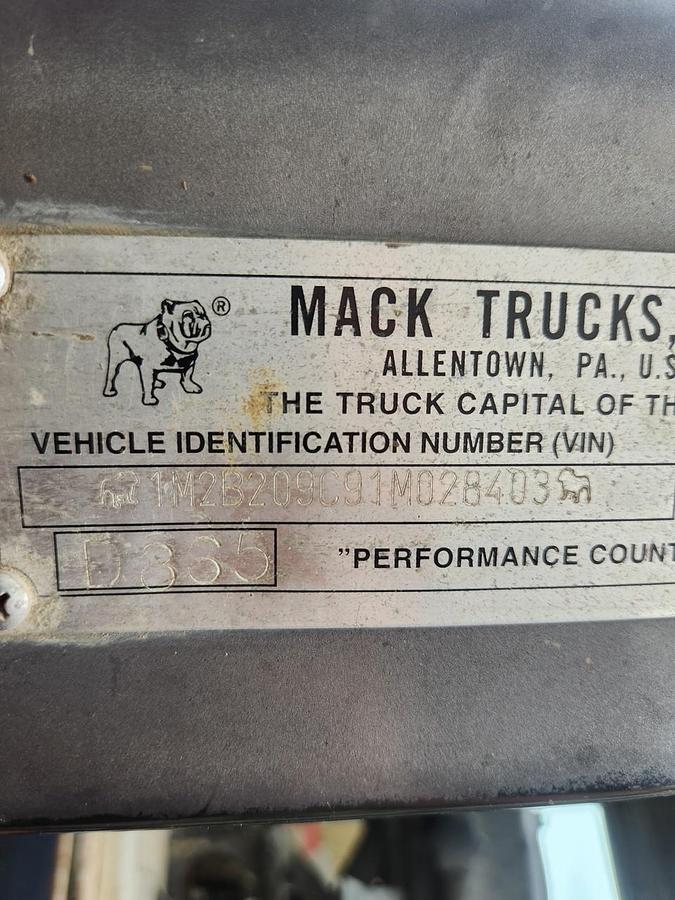 ®
MACK TRUCKS,
ALLENTOWN, PA., U.S
THE TRUCK CAPITAL OF TH
VEHICLE IDENTIFICATION NUMBER (VIN)
1M2B209C91M028403
D335 "PERFORMANCE COUNT